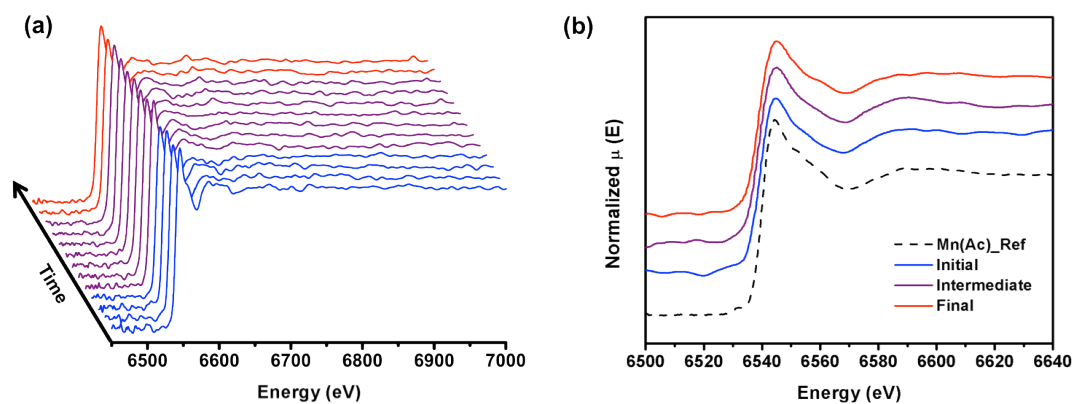 (a)
Time
6500 6600 6700 6800 6900 7000
Energy (eV)
(b)
Normalized μ (E)
Mn(Ac)_Ref
Initial
Intermediate
Final
6500 6520 6540 6560 6580 6600 6620 6640
Energy (eV)